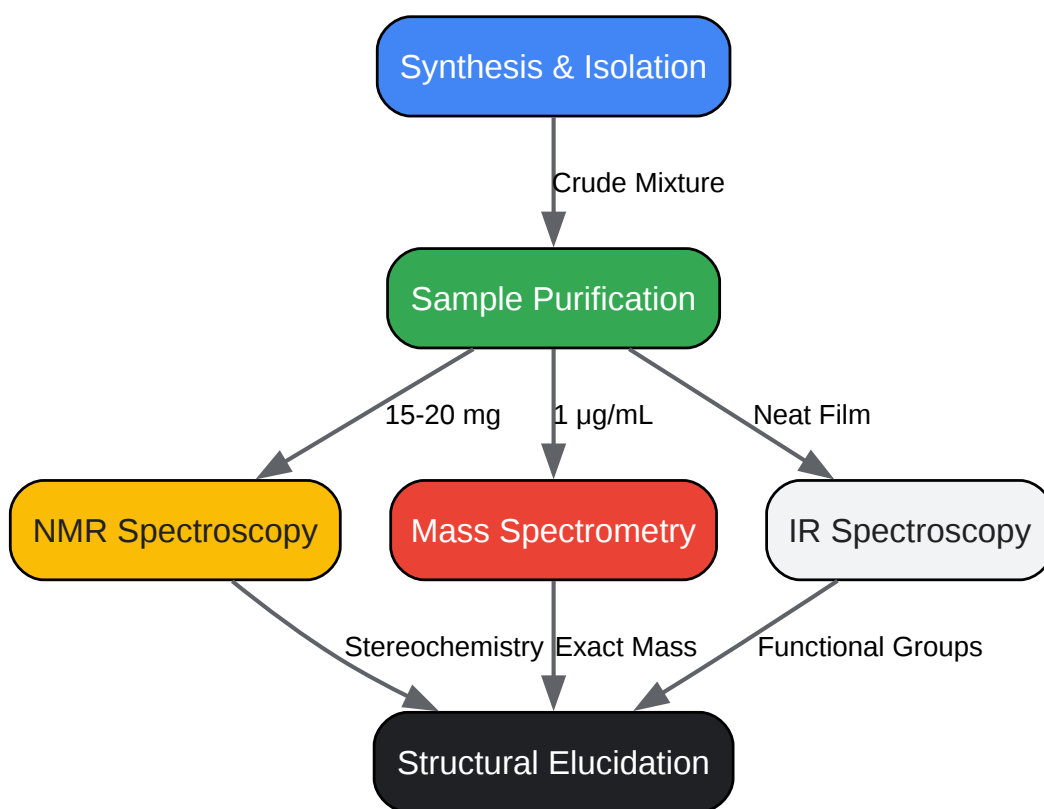 Synthesis & Isolation
Crude Mixture
Sample Purification
15-20 mg
1 µg/mL
Neat Film
NMR Spectroscopy
Mass Spectrometry
IR Spectroscopy
Stereochemistry
Exact Mass
Functional Groups
Structural Elucidation